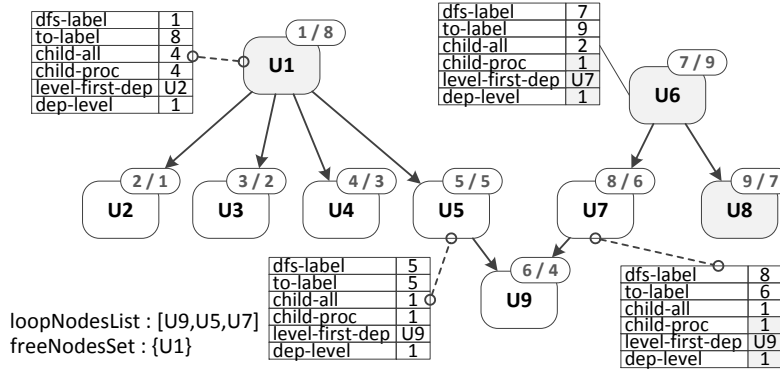 dfs-label 1
to-label 8
child-all 4
child-proc 4
level-first-dep U2
dep-level 1
1 / 8
U1
dfs-label 7
to-label 9
child-all 2
child-proc 1
level-first-dep U7
dep-level 1
7 / 9
U6
2 / 1
U2
3 / 2
U3
4 / 3
U4
5 / 5
U5
8 / 6
U7
9 / 7
U8
6 / 4
U9
dfs-label 5
to-label 5
child-all 1
child-proc 1
level-first-dep U9
dep-level 1
dfs-label 8
to-label 6
child-all 1
child-proc 1
level-first-dep U9
dep-level 1
loopNodesList : [U9,U5,U7]
freeNodesSet : {U1}